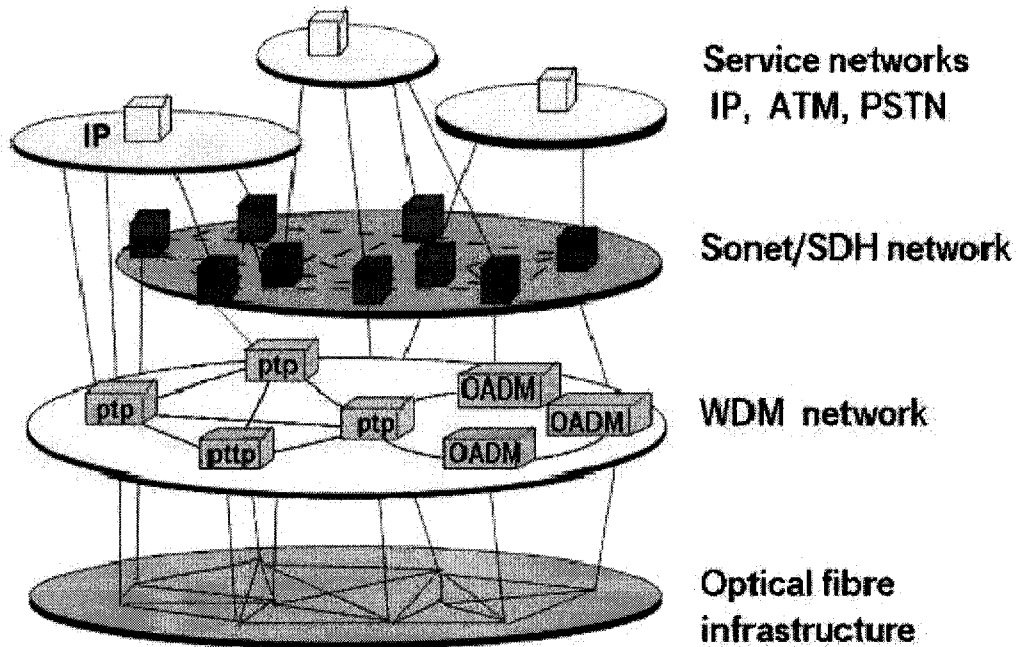 Service networks
IP, ATM, PSTN
IP
Sonet/SDH network
ptp
OADM
ptp
ptp
OADM
WDM network
pttp
OADM
Optical fibre
infrastructure